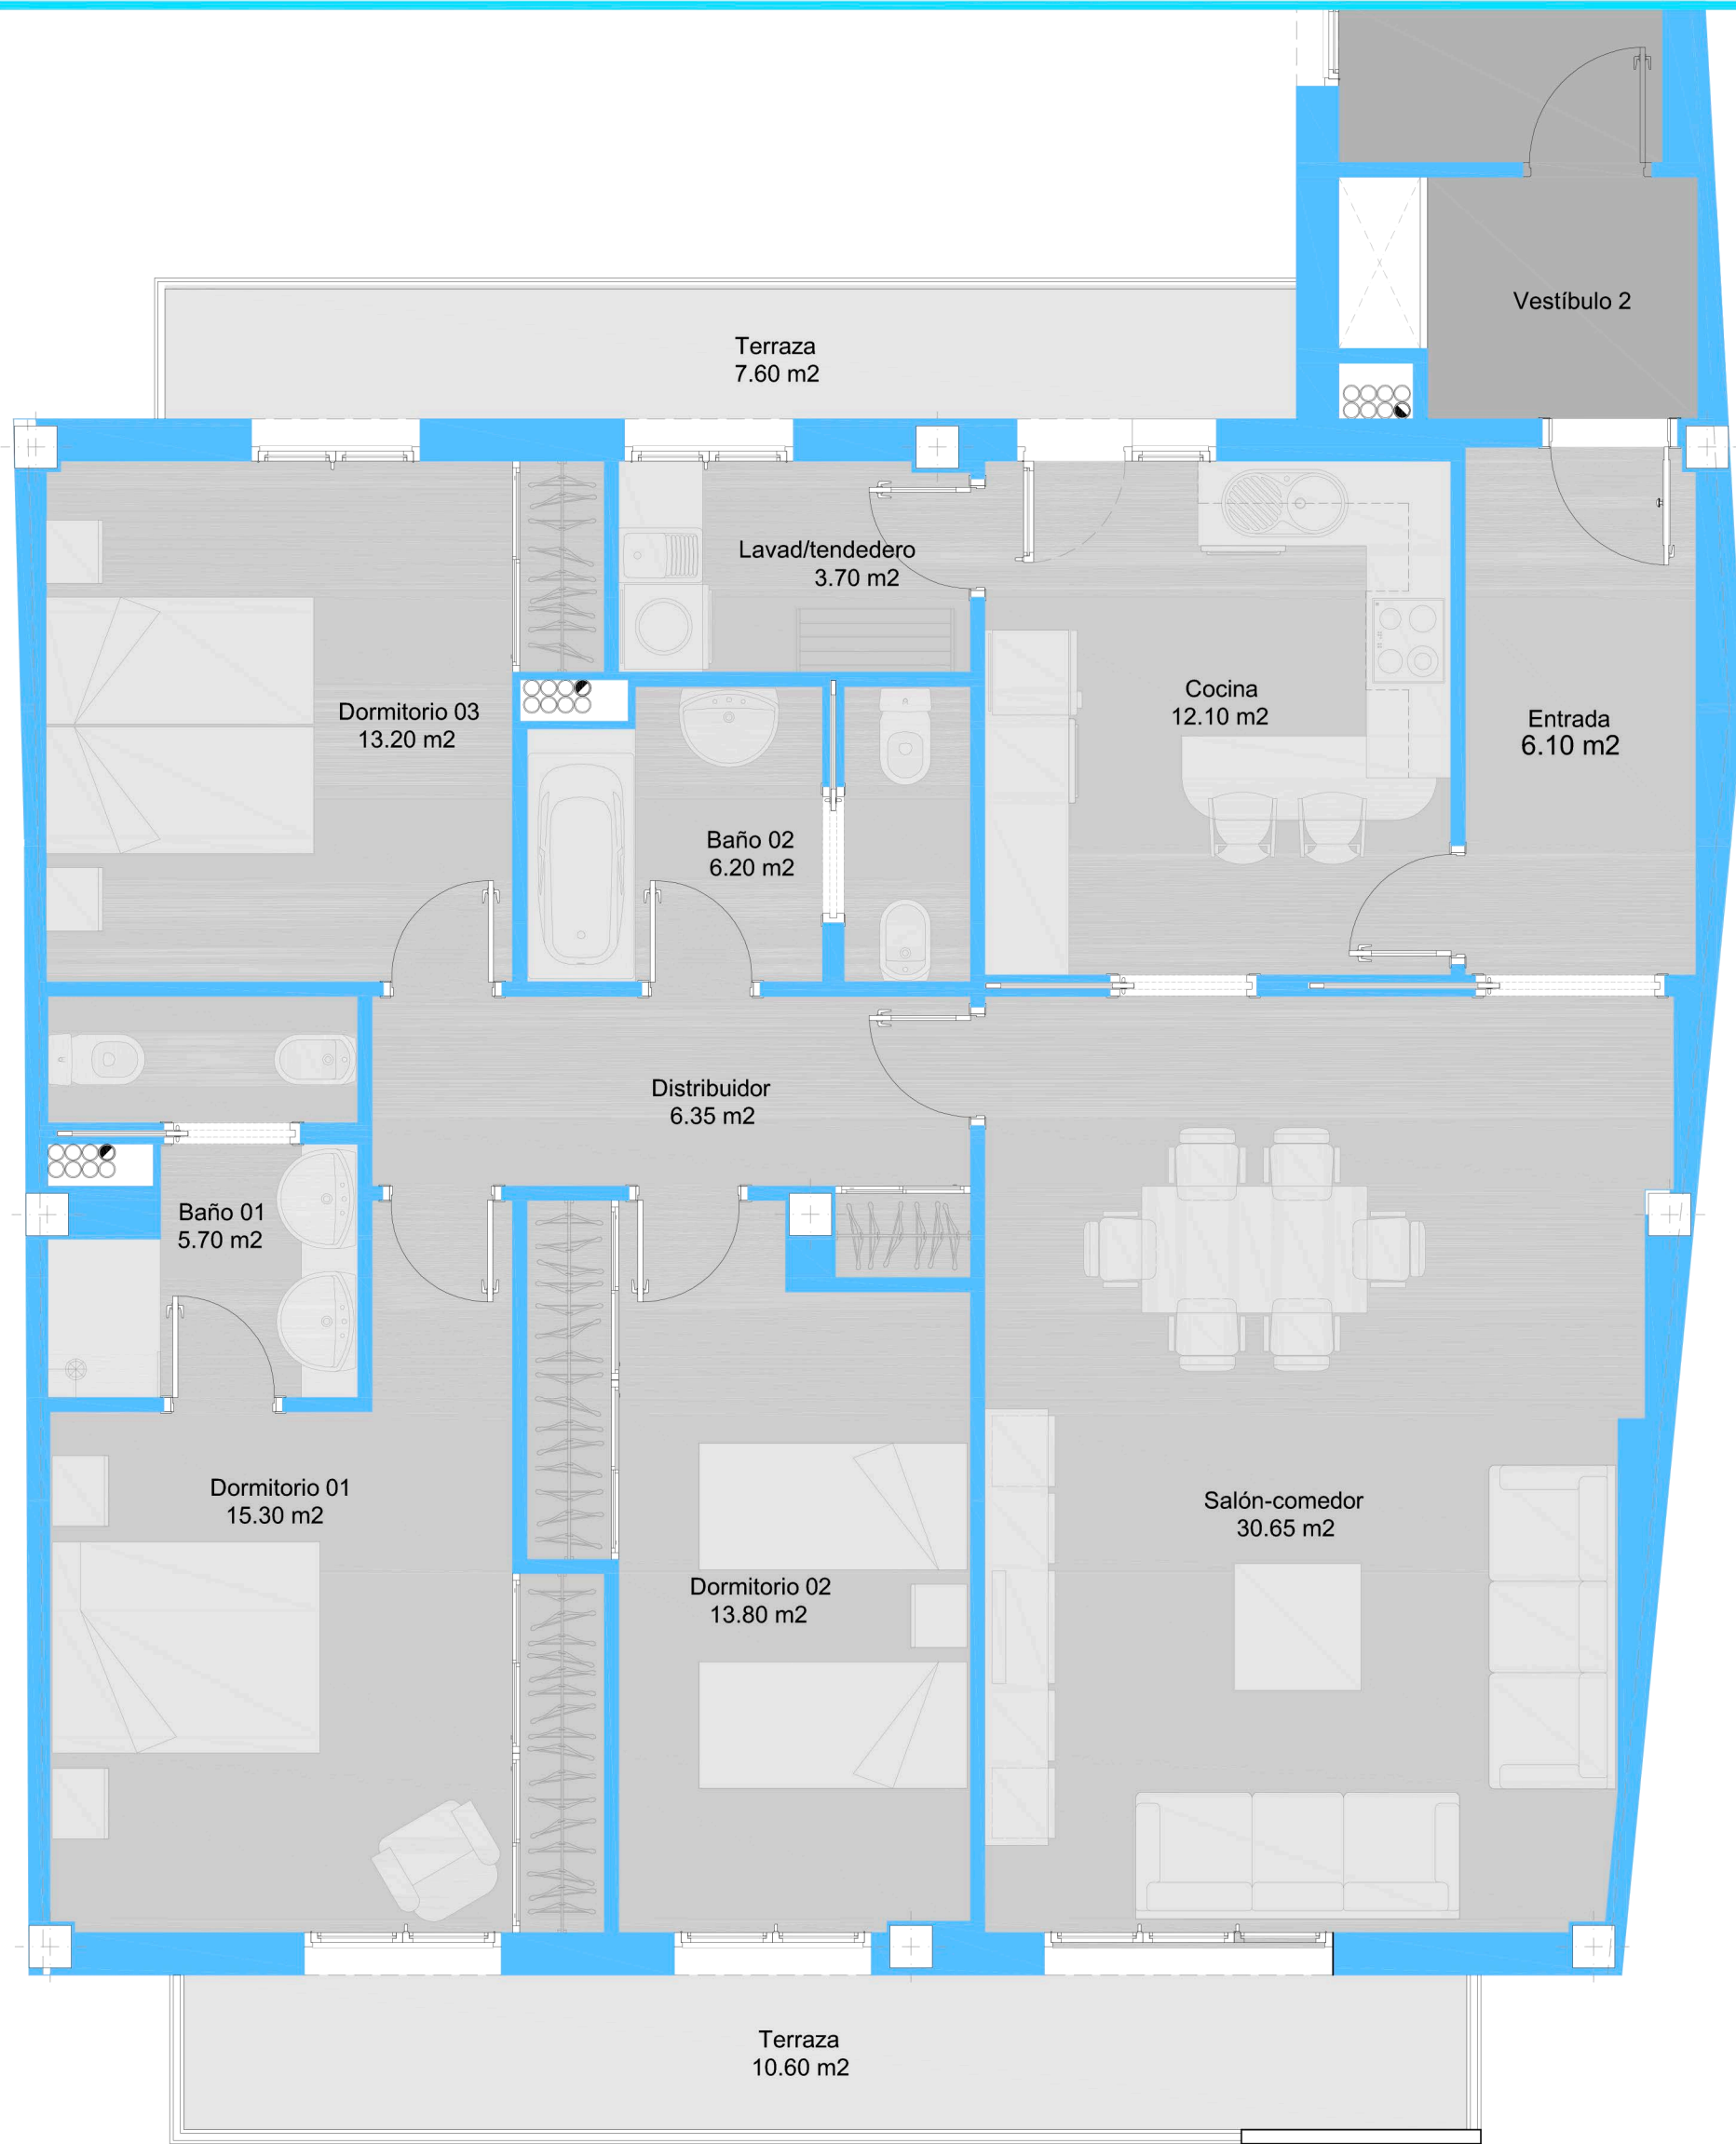 Vestíbulo 2
Terraza
7.60 m2
Lavad/tendedero
3.70 m2
Dormitorio 03
13.20 m2
Cocina
12.10 m2
Entrada
6.10 m2
Baño 02
6.20 m2
Distribuidor
6.35 m2
Baño 01
5.70 m2
Dormitorio 01
15.30 m2
Salón-comedor
30.65 m2
Dormitorio 02
13.80 m2
Terraza
10.60 m2